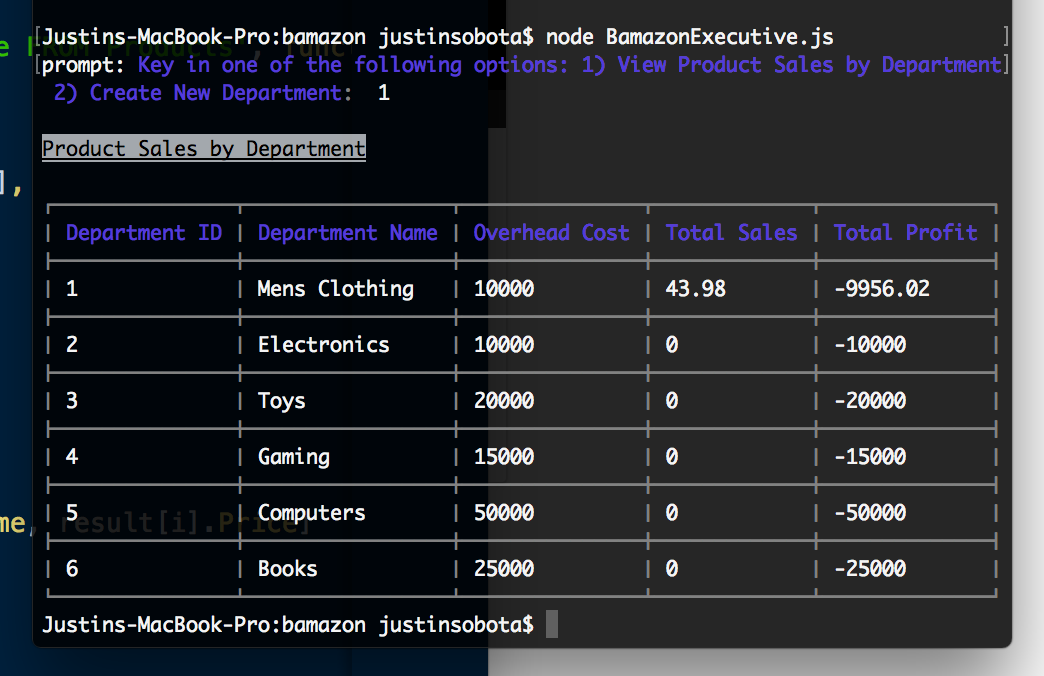 Justins-MacBook-Pro:bamazon justinsobota$ node BamazonExecutive.js
prompt: Key in one of the following options: 1) View Product Sales by Department
2) Create New Department:  1
Product Sales by Department
Department ID | Department Name | Overhead Cost | Total Sales | Total Profit
1 | Mens Clothing | 10000 | 43.98 | -9956.02
2 | Electronics | 10000 | 0 | -10000
3 | Toys | 20000 | 0 | -20000
4 | Gaming | 15000 | 0 | -15000
],
5 | Computers | 50000 | 0 | -50000
me, result[i].Price]
6 | Books | 25000 | 0 | -25000
Justins-MacBook-Pro:bamazon justinsobota$